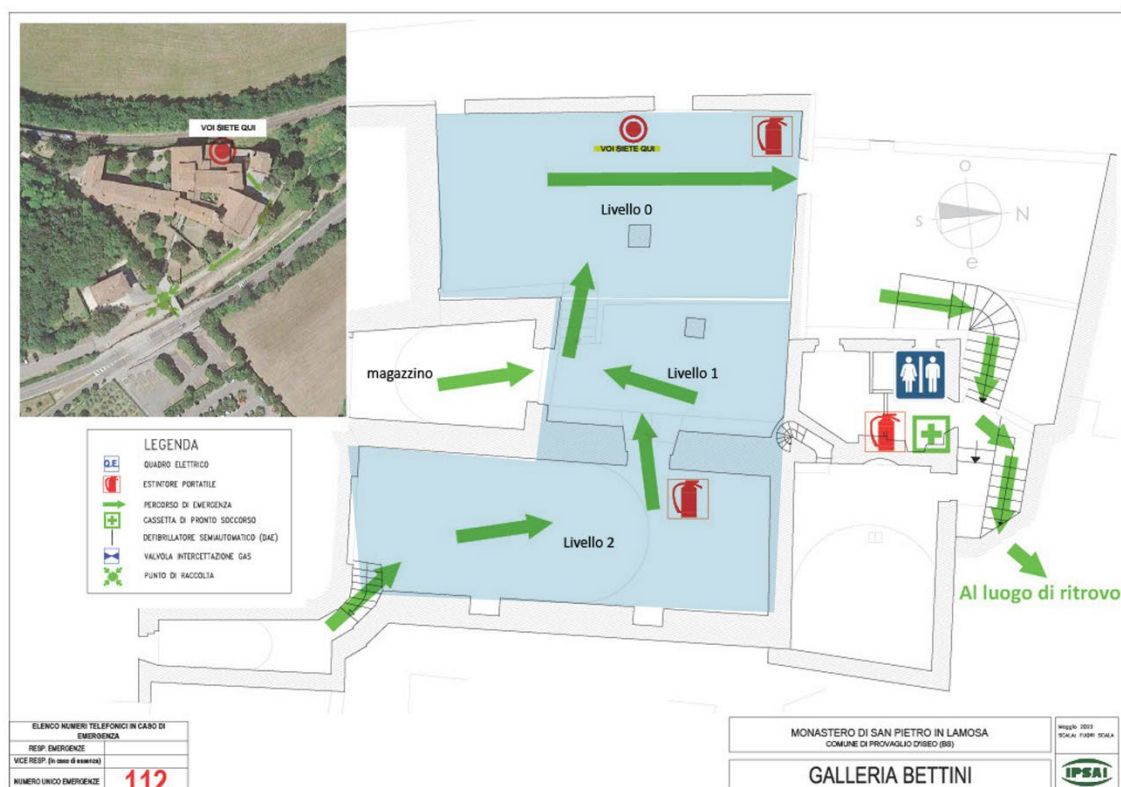 VOI SIETE QUI
VOI SIETE QUI
Livello 0
o
s
N
e
magazzino
Livello 1
Livello 2
Al luogo di ritrovo
LEGENDA
Q.E. QUADRO ELETTRICO
ESTINTORE PORTATILE
PERCORSO DI EMERGENZA
CASSETTA DI PRONTO SOCCORSO
DEFIBRILLATORE SEMIAUTOMATICO (DAE)
VALVOLA INTERCETTAZIONE GAS
PUNTO DI RACCOLTA
ELENCO NUMERI TELEFONICI IN CASO DI
EMERGENZA
RESP. EMERGENZE
VICE RESP. (in caso di assenza)
NUMERO UNICO EMERGENZE 112
MONASTERO DI SAN PIETRO IN LAMOSA
COMUNE DI PROVAGLIO D'ISEO (BS)
GALLERIA BETTINI
Maggio 2023
SCALA: FUORI SCALA
IPSAI